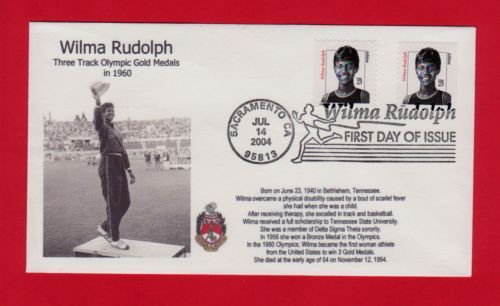 Wilma Rudolph
Three Track Olympic Gold Medals
in 1960
Wilma Rudolph
23
Wilma Rudolph
23
SACRAMENTO CA
JUL
14
2004
95813
Wilma Rudolph
FIRST DAY OF ISSUE
Born on June 23, 1940 in Bethlehem, Tennessee.
Wilma overcame a physical disability caused by a bout of scarlet fever
she had when she was a child.
After receiving therapy, she excelled in track and basketball.
Wilma received a full scholarship to Tennessee State University.
She was a member of Delta Sigma Theta sorority.
In 1956 she won a Bronze Medal in the Olympics.
In the 1960 Olympics, Wilma became the first woman athlete
from the United States to win 3 Gold Medals.
She died at the early age of 54 on November 12, 1994.